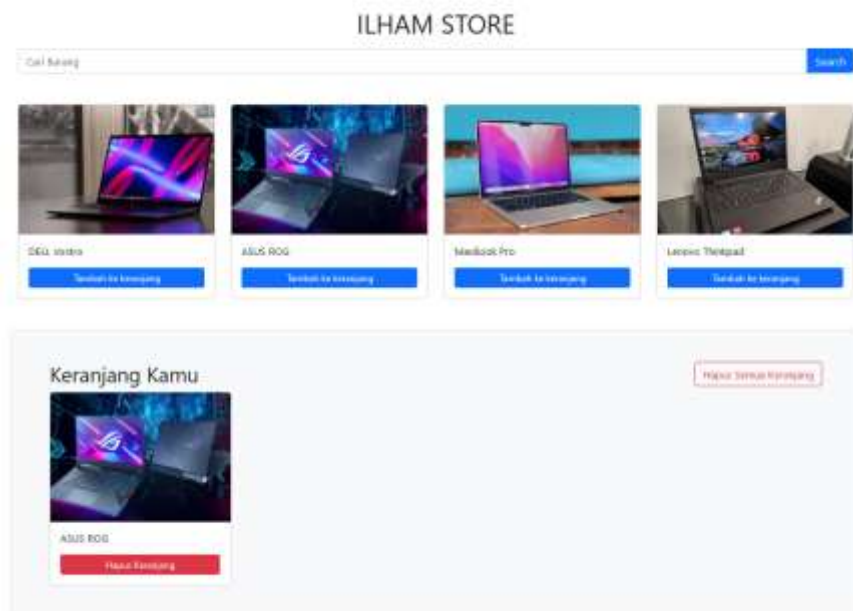 ILHAM STORE
Cari Barang
Search
DELL vostro
ASUS ROG
MacBook Pro
Lenovo Thinkpad
Tambah ke keranjang
Tambah ke keranjang
Tambah ke keranjang
Tambah ke keranjang
Keranjang Kamu
Hapus Semua Keranjang
ASUS ROG
Hapus Keranjang